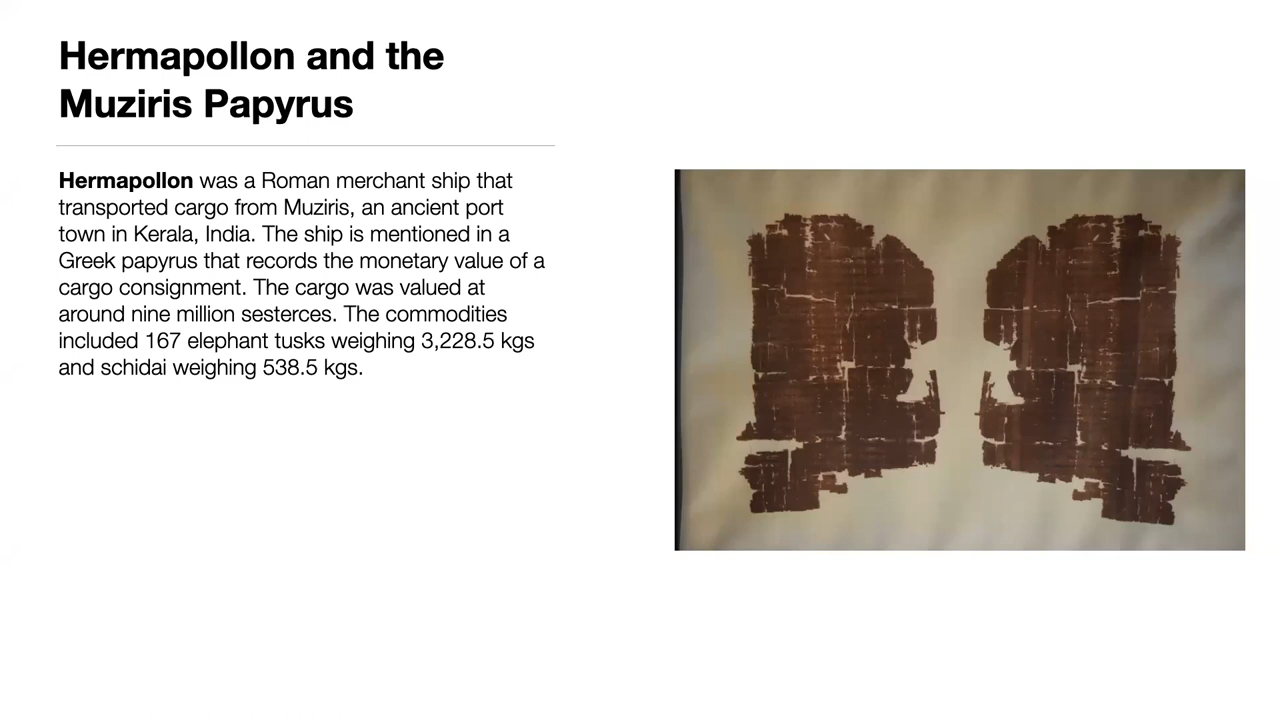 Hermapollon and the
Muziris Papyrus
Hermapollon was a Roman merchant ship that
transported cargo from Muziris, an ancient port
town in Kerala, India. The ship is mentioned in a
Greek papyrus that records the monetary value of a
cargo consignment. The cargo was valued at
around nine million sesterces. The commodities
included 167 elephant tusks weighing 3,228.5 kgs
and schidai weighing 538.5 kgs.